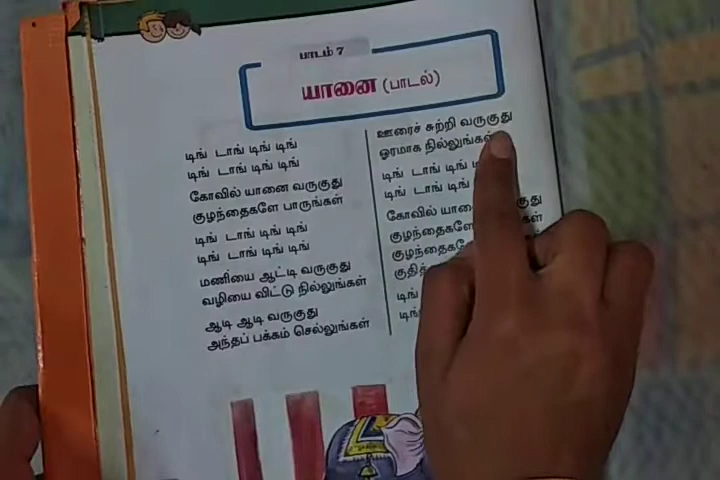 பாடம் 7
யானை (பாடல்)
டிங் டாங் டிங் டிங்
டிங் டாங் டிங் டிங்
கோவில் யானை வருகுது
குழந்தைகளே பாருங்கள்
டிங் டாங் டிங் டிங்
டிங் டாங் டிங் டிங்
மணியை ஆட்டி வருகுது
வழியை விட்டு நில்லுங்கள்
ஆடி ஆடி வருகுது
அந்தப் பக்கம் செல்லுங்கள்
ஊரைச் சுற்றி வருகுது
ஓரமாக நில்லுங்கள்
டிங் டாங் டிங்
டிங் டாங் டிங்
கோவில்
குழந்தைகளே
குழந்தைகளே
டிங்
டிங்